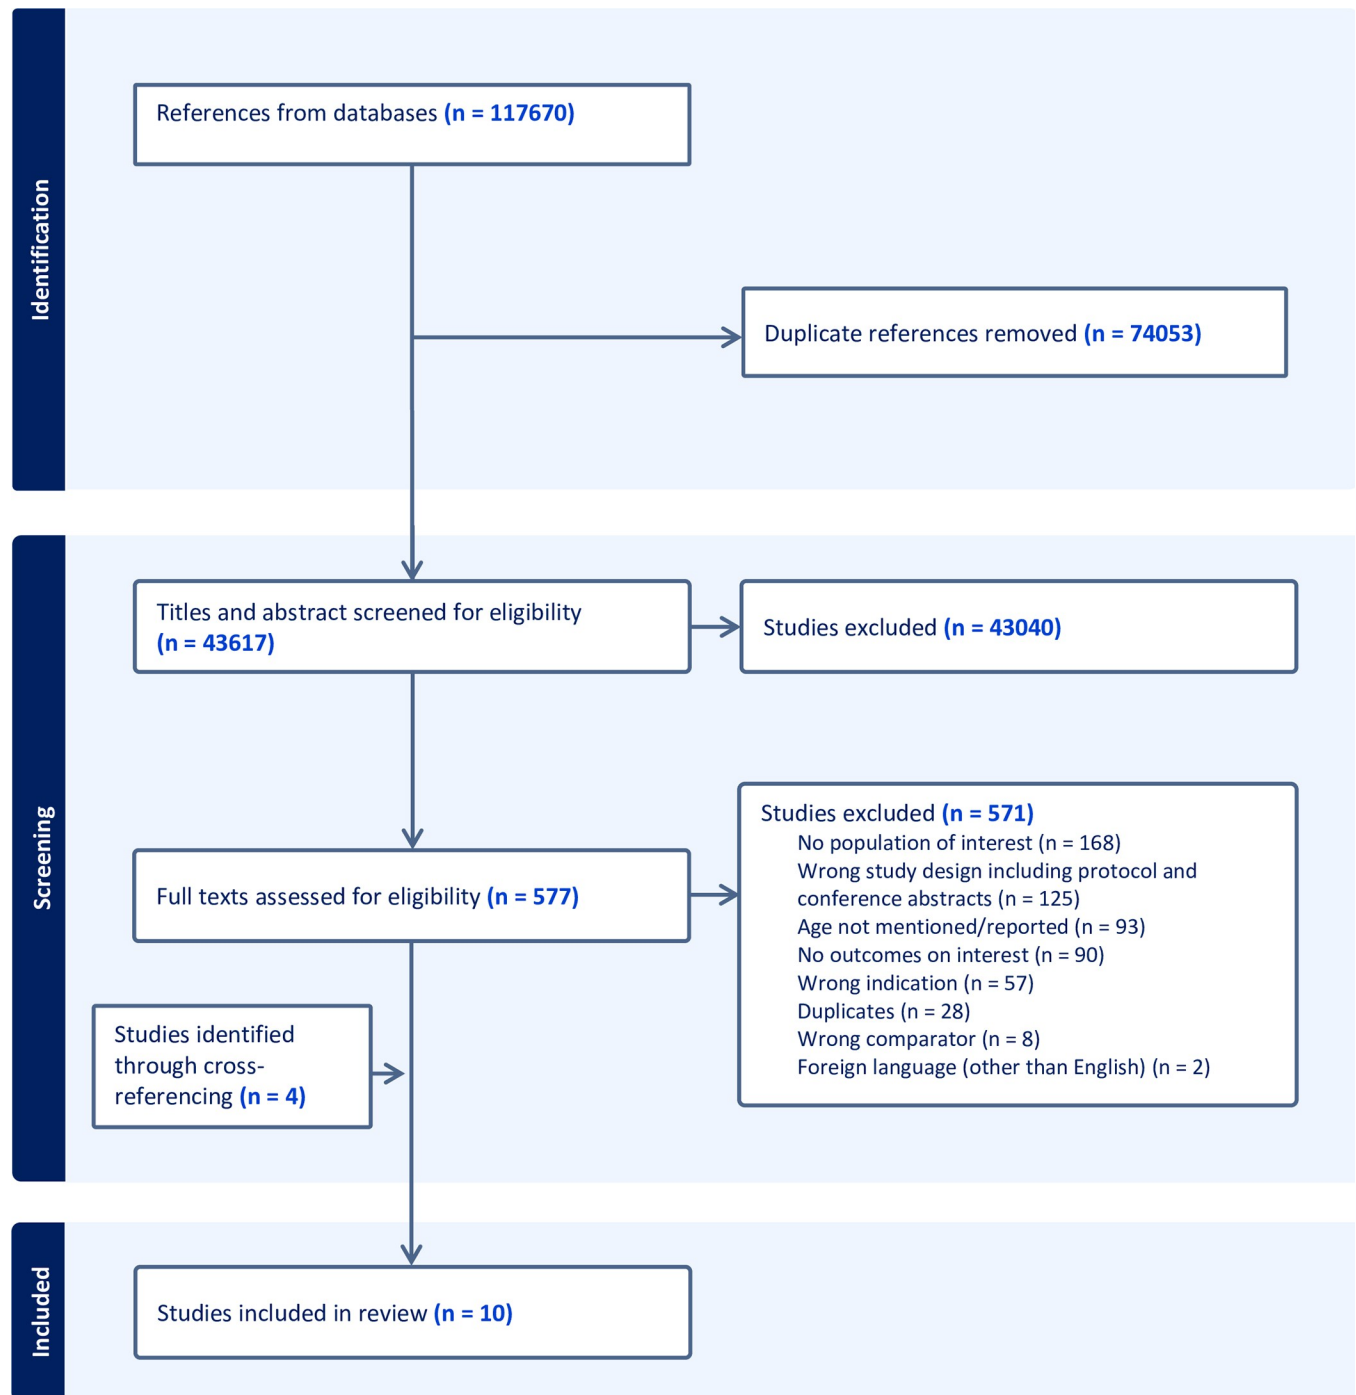 Identification
References from databases (n = 117670)
Duplicate references removed (n = 74053)
Screening
Titles and abstract screened for eligibility
(n = 43617)
Studies excluded (n = 43040)
Full texts assessed for eligibility (n = 577)
Studies excluded (n = 571)
No population of interest (n = 168)
Wrong study design including protocol and
conference abstracts (n = 125)
Age not mentioned/reported (n = 93)
No outcomes on interest (n = 90)
Wrong indication (n = 57)
Duplicates (n = 28)
Wrong comparator (n = 8)
Foreign language (other than English) (n = 2)
Studies identified
through cross-
referencing (n = 4)
Included
Studies included in review (n = 10)